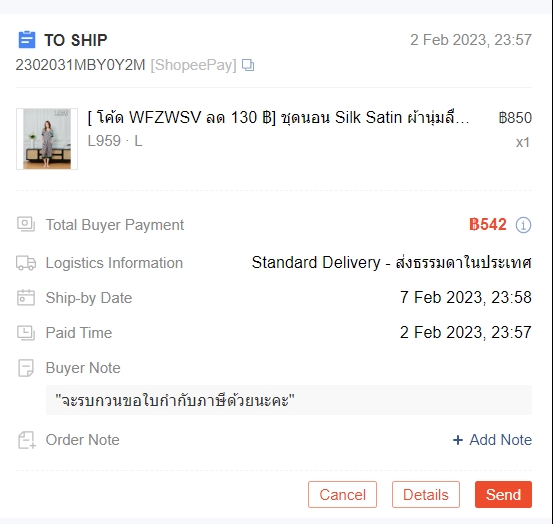 TO SHIP
2 Feb 2023, 23:57
2302031MBY0Y2M [ShopeePay]
[ โค้ด WFZWSV ลด 130 ฿] ชุดนอน Silk Satin ผ้านุ่มลื่...
฿850
L959 · L
x1
Total Buyer Payment
฿542
Logistics Information
Standard Delivery - ส่งธรรมดาในประเทศ
Ship-by Date
7 Feb 2023, 23:58
Paid Time
2 Feb 2023, 23:57
Buyer Note
"จะรบกวนขอใบกำกับภาษีด้วยนะคะ"
Order Note
+ Add Note
Cancel
Details
Send